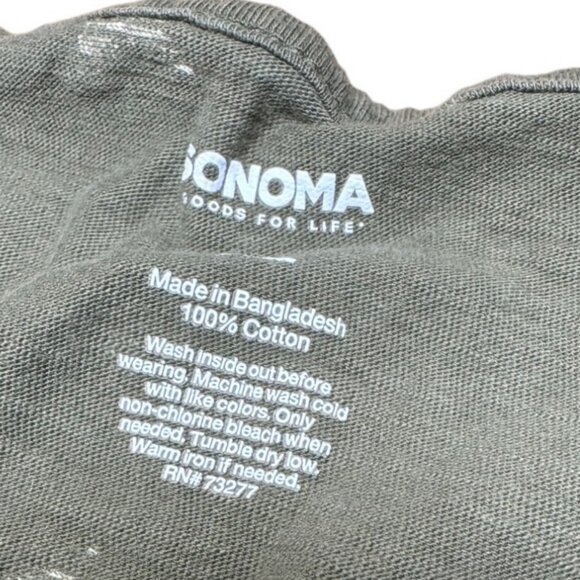 SONOMA
GOODS FOR LIFE*
Made in Bangladesh
100% Cotton
Wash inside out before
wearing. Machine wash cold
with like colors. Only
non-chlorine bleach when
needed. Tumble dry low.
Warm iron if needed.
RN# 73277